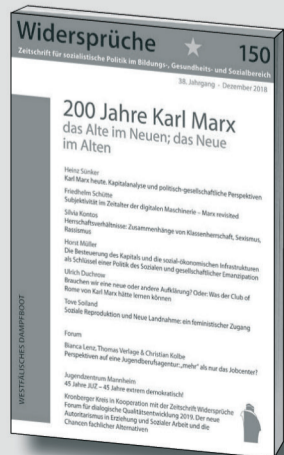 Widersprüche
150
Zeitschrift für sozialistische Politik im Bildungs-, Gesundheits- und Sozialbereich
38. Jahrgang – Dezember 2018
200 Jahre Karl Marx
das Alte im Neuen; das Neue
im Alten
Heinz Sünker
Karl Marx heute. Kapitalanalyse und politisch-gesellschaftliche Perspektiven
Friedhelm Schütte
Subjektivität im Zeitalter der digitalen Maschinerie – Marx revisited
Silvia Kontos
Herrschaftsverhältnisse: Zusammenhänge von Klassenherrschaft, Sexismus,
Rassismus
Horst Müller
Die Besteuerung des Kapitals und die sozial-ökonomischen Infrastrukturen
als Schlüssel einer Politik des Sozialen und gesellschaftlicher Emanzipation
Ulrich Duchrow
Brauchen wir eine neue oder andere Aufklärung? Oder: Was der Club of
Rome von Karl Marx hätte lernen können
Tove Soiland
Soziale Reproduktion und Neue Landnahme: ein feministischer Zugang
Forum
Bianca Lenz, Thomas Verlage & Christian Kolbe
Perspektiven auf eine Jugendberufsagentur: „mehr“ als nur das Jobcenter?
Jugendzentrum Mannheim
45 Jahre JUZ – 45 Jahre extrem demokratisch!
Kronberger Kreis in Kooperation mit der Zeitschrift Widersprüche
Forum für dialogische Qualitätsentwicklung 2019. Der neue
Autoritarismus in Erziehung und Sozialer Arbeit und die
Chancen fachlicher Alternativen
WESTFÄLISCHES DAMPFBOOT